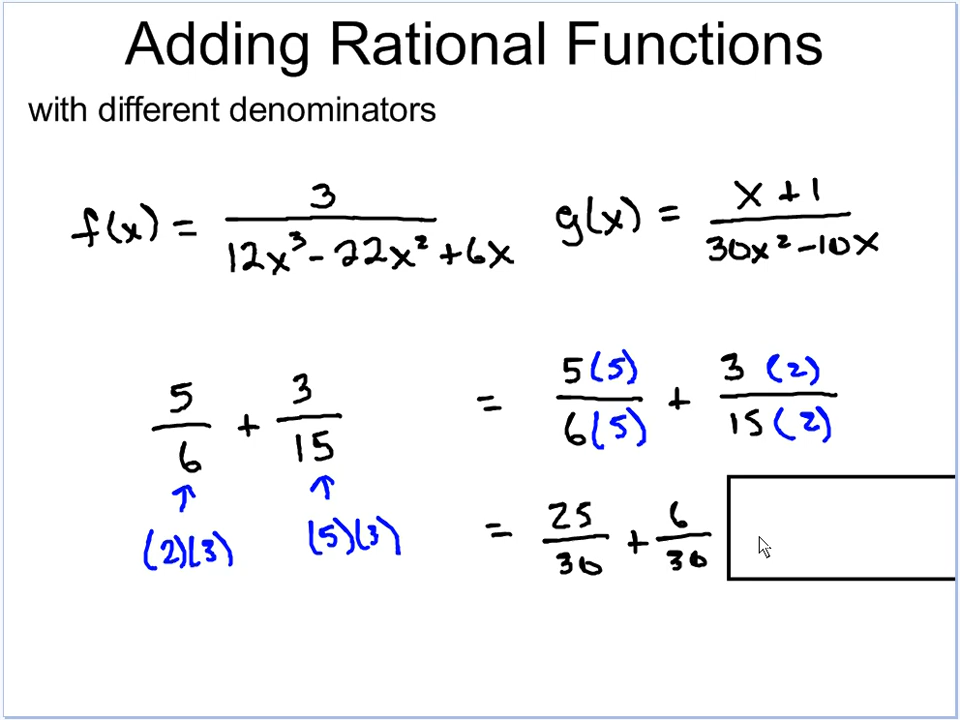 Adding Rational Functions
with different denominators
f(x) = 3/(12x³ - 22x² + 6x)   g(x) = (x + 1)/(30x² - 10x)
5/6 + 3/15 = 5(5)/6(5) + 3(2)/15(2)
↑ ↑
(2)(3) (5)(3)
= 25/30 + 6/30